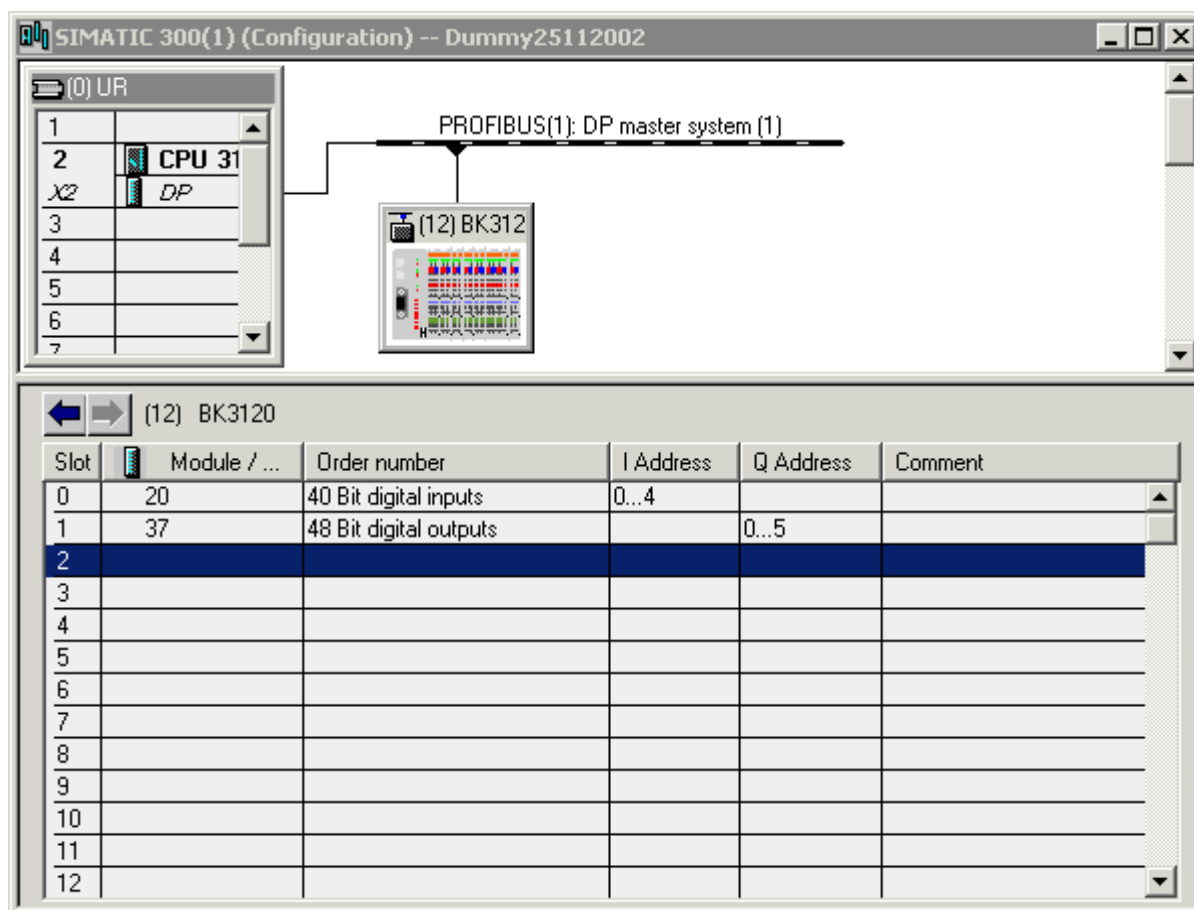 SIMATIC 300(1) (Configuration) -- Dummy25112002
(0) UR
1
2 CPU 31
X2 DP
3
4
5
6
7
PROFIBUS(1): DP master system (1)
(12) BK312
(12) BK3120
Slot Module / ... Order number I Address Q Address Comment
0 20 40 Bit digital inputs 0...4
1 37 48 Bit digital outputs 0...5
2
3
4
5
6
7
8
9
10
11
12